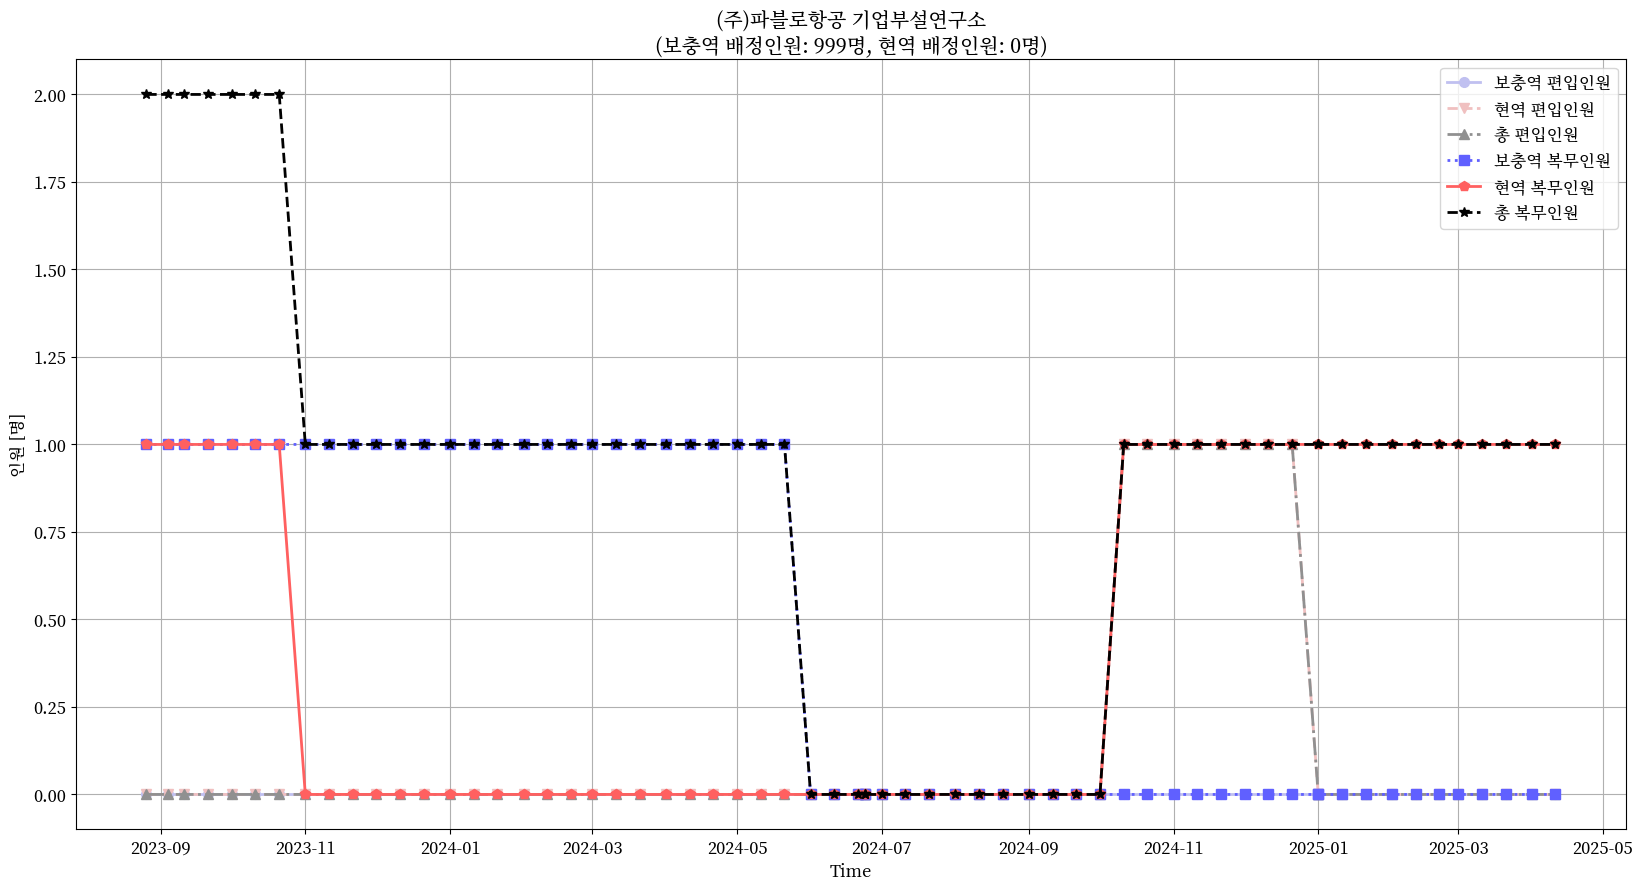 (주)파블로항공 기업부설연구소
(보충역 배정인원: 999명, 현역 배정인원: 0명)
보충역 편입인원
현역 편입인원
총 편입인원
보충역 복무인원
현역 복무인원
총 복무인원
2.00
1.75
1.50
1.25
1.00
0.75
0.50
0.25
0.00
인원 [명]
2023-09 2023-11 2024-01 2024-03 2024-05 2024-07 2024-09 2024-11 2025-01 2025-03 2025-05
Time